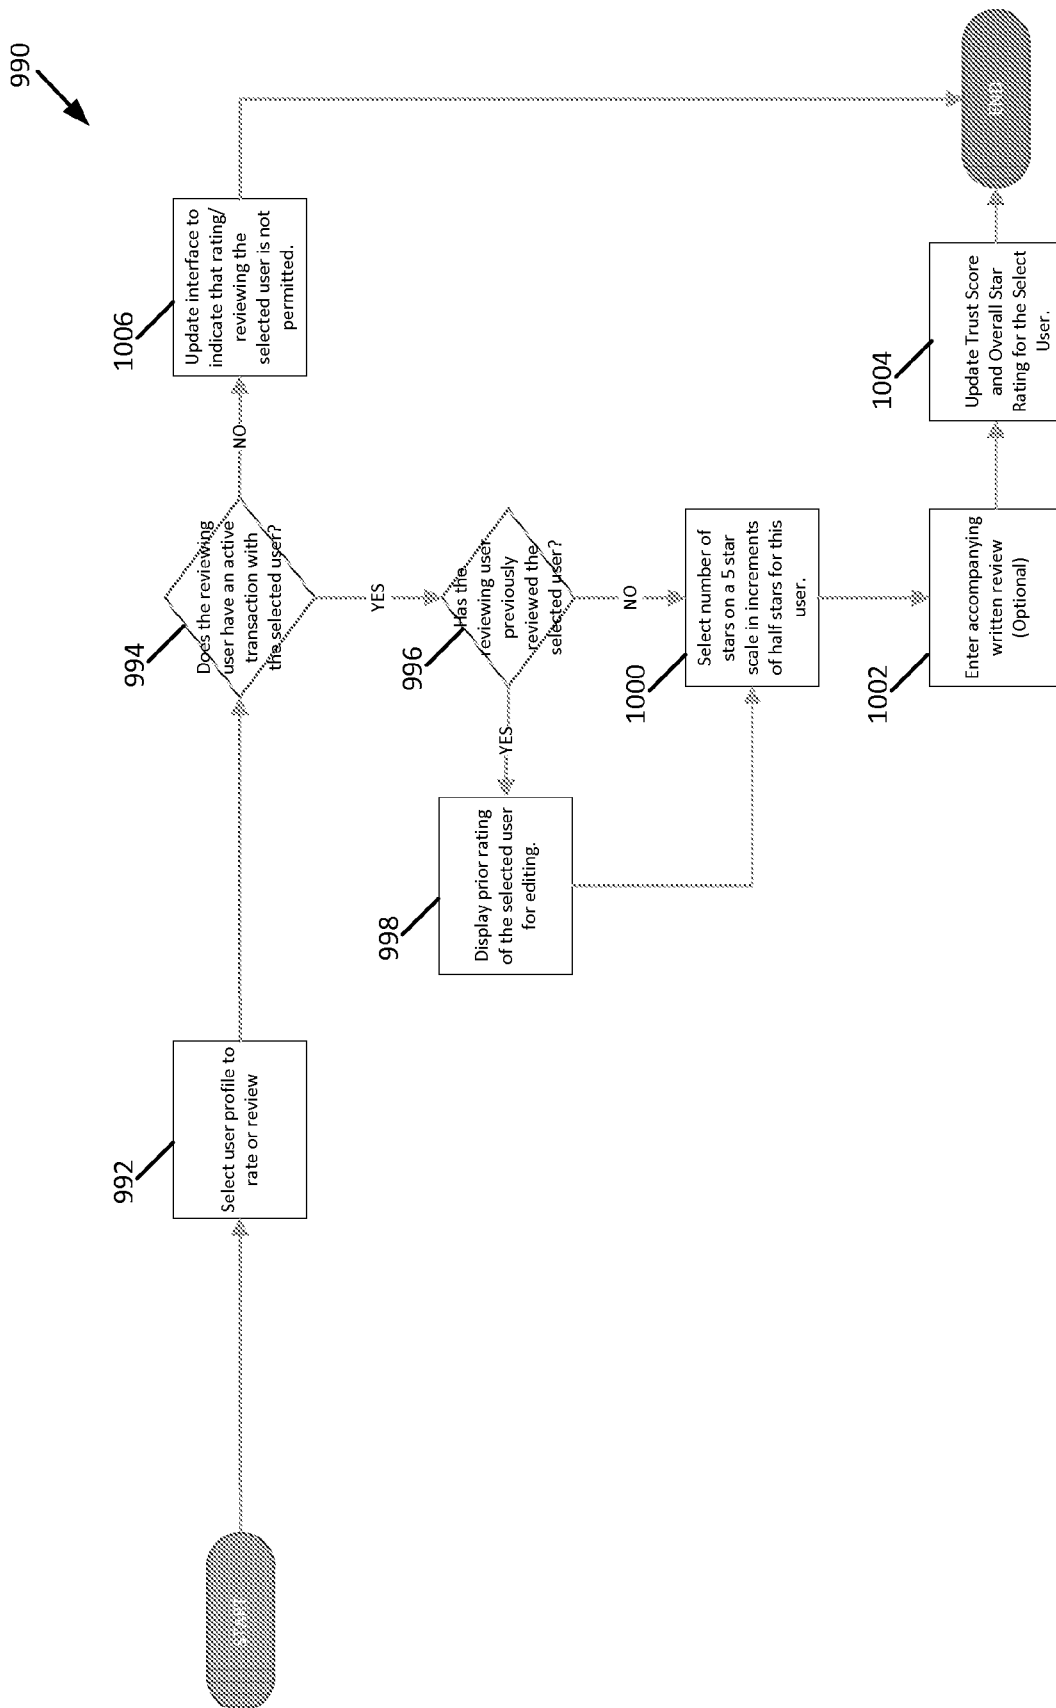 990
START
992
Select user profile to
rate or review
994
Does the reviewing
user have an active
transaction with
the selected user?
NO
1006
Update interface to
indicate that rating/
reviewing the
selected user is not
permitted.
YES
996
Has the
reviewing user
previously
reviewed the
selected user?
YES
998
Display prior rating
of the selected user
for editing.
NO
1000
Select number of
stars on a 5 star
scale in increments
of half stars for this
user.
1002
Enter accompanying
written review
(Optional)
1004
Update Trust Score
and Overall Star
Rating for the Select
User.
END